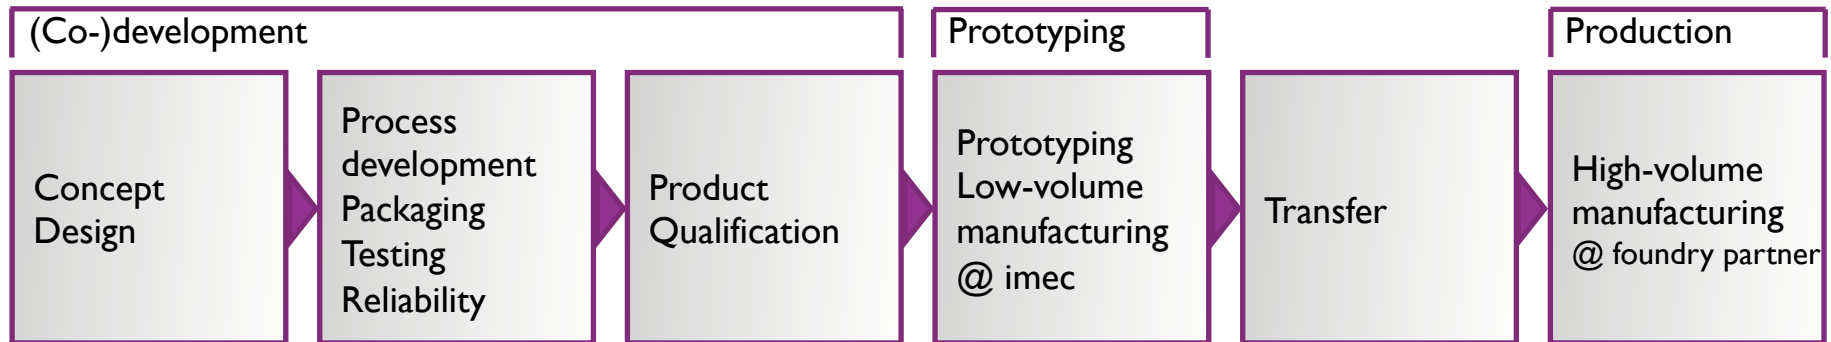 (Co-)development
Prototyping
Production
Concept
Design
Process
development
Packaging
Testing
Reliability
Product
Qualification
Prototyping
Low-volume
manufacturing
@ imec
Transfer
High-volume
manufacturing
@ foundry partner